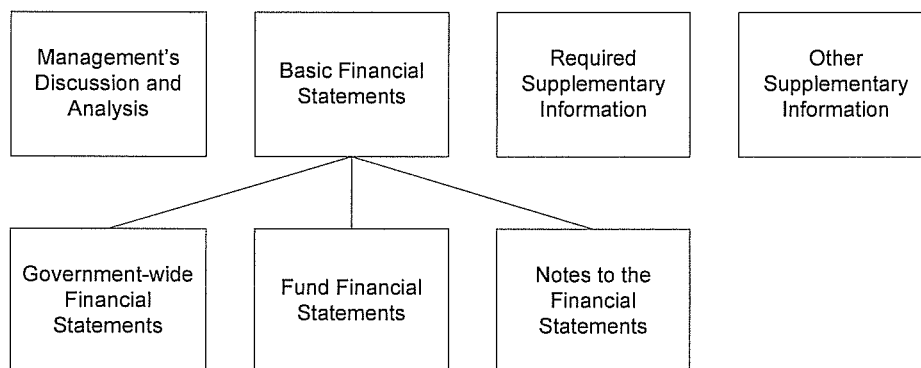 Management's
Discussion and
Analysis
Basic Financial
Statements
Required
Supplementary
Information
Other
Supplementary
Information
Government-wide
Financial
Statements
Fund Financial
Statements
Notes to the
Financial
Statements